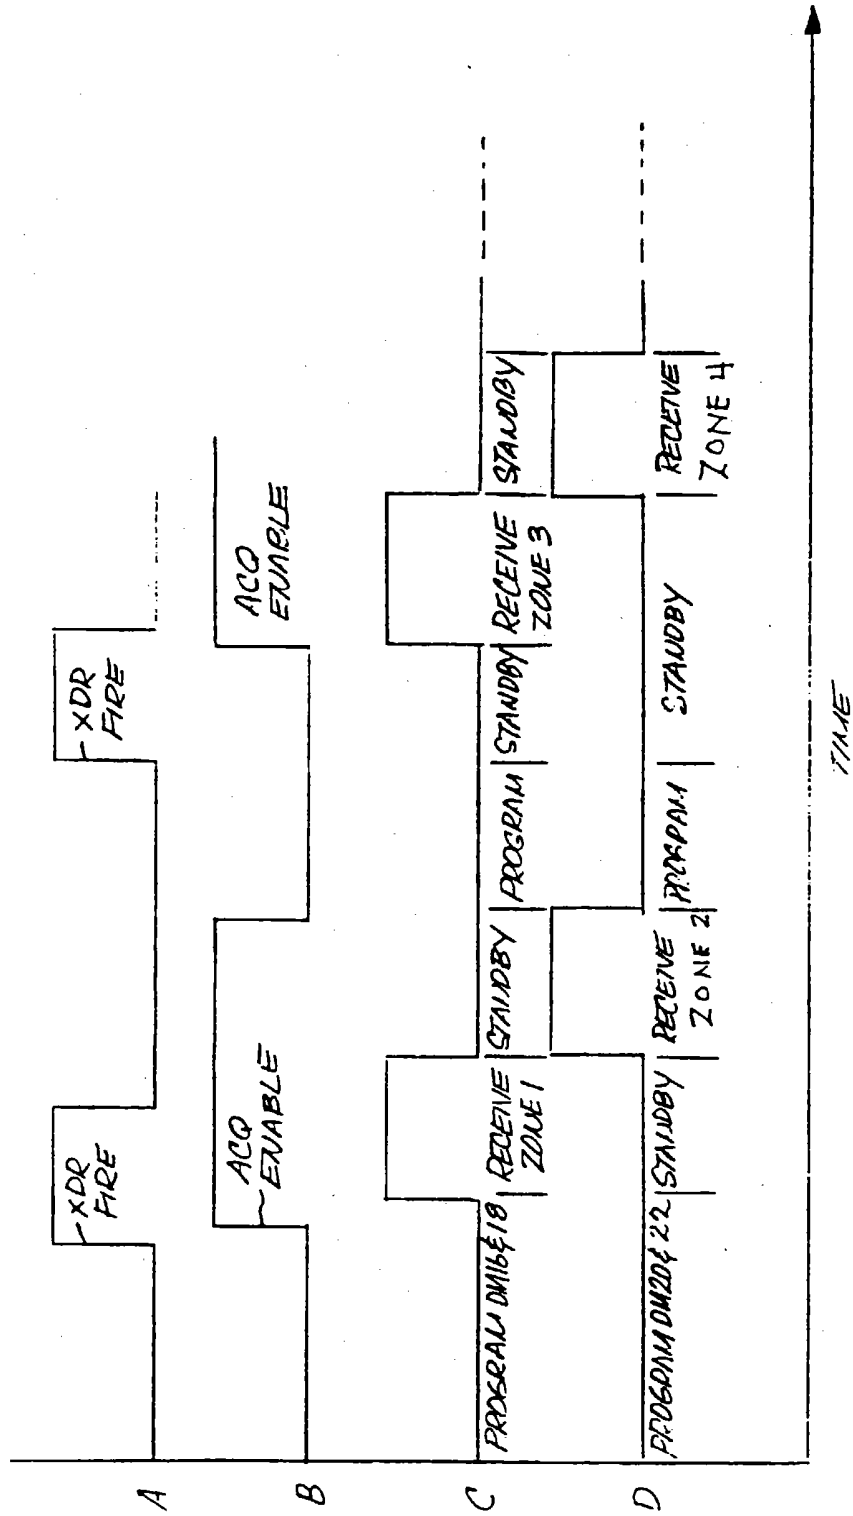 A
XDR
FIRE
XDR
FIRE
B
ACQ
ENABLE
ACQ
ENABLE
C
PROGRAM DM16 & 18
RECEIVE
ZONE 1
STANDBY
PROGRAM
STANDBY
RECEIVE
ZONE 3
STANDBY
D
PROGRAM DM20 & 22
STANDBY
RECEIVE
ZONE 2
PROGRAM
STANDBY
RECEIVE
ZONE 4
TIME